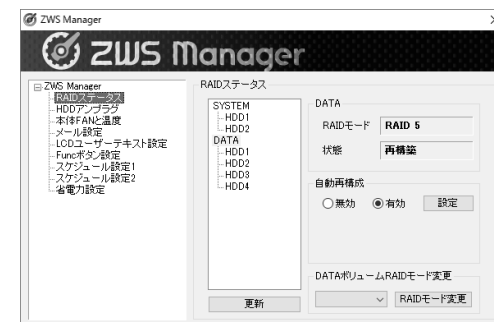 ZWS Manager
ZWS Manager
ZWS Manager
RAIDステータス
HDDアンプラグ
本体FANと温度
メール設定
LCDユーザーテキスト設定
Funcボタン設定
スケジュール設定1
スケジュール設定2
省電力設定
RAIDステータス
SYSTEM
HDD1
HDD2
DATA
HDD1
HDD2
HDD3
HDD4
更新
DATA
RAIDモード RAID 5
状態 再構築
自動再構成
無効 有効 設定
DATAボリュームRAIDモード変更
RAIDモード変更